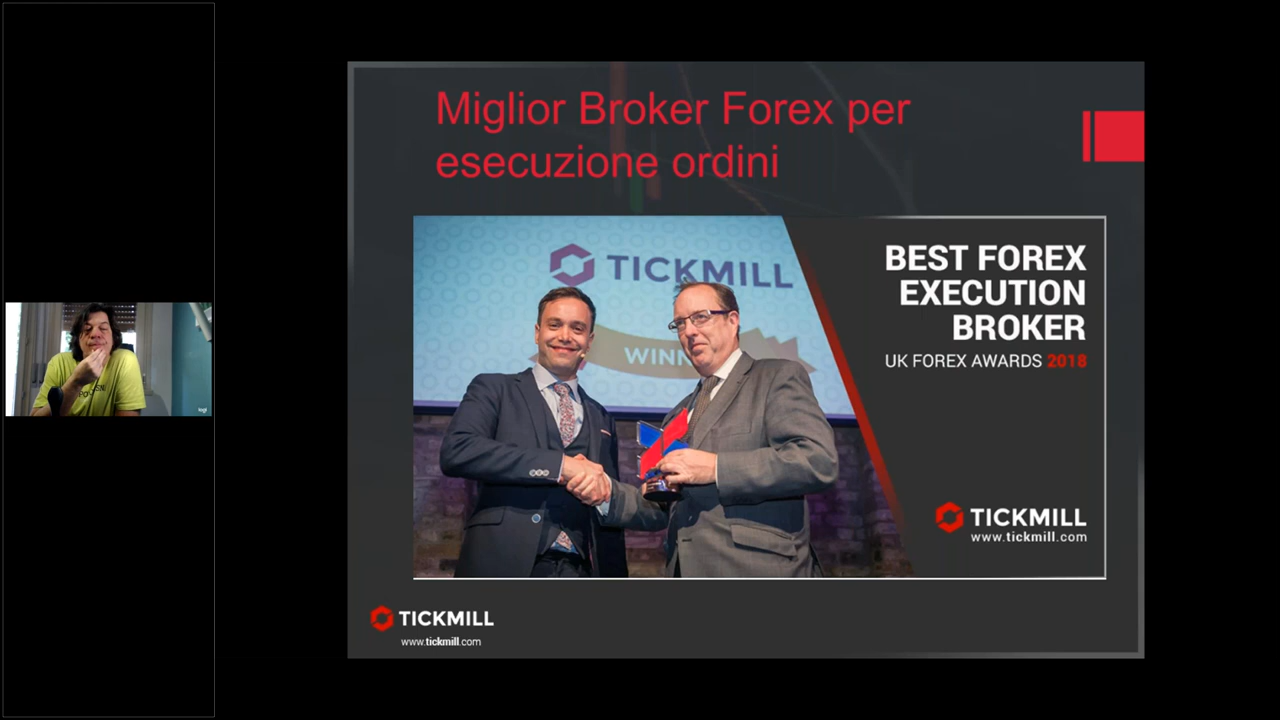 Miglior Broker Forex per
esecuzione ordini
TICKMILL
WINN
BEST FOREX
EXECUTION
BROKER
UK FOREX AWARDS 2018
TICKMILL
www.tickmill.com
TICKMILL
www.tickmill.com